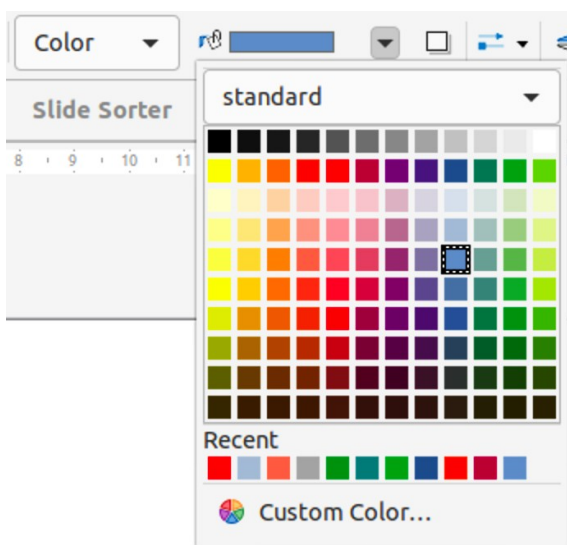 Color
standard
Slide Sorter
8 9 10 11
Recent
Custom Color...